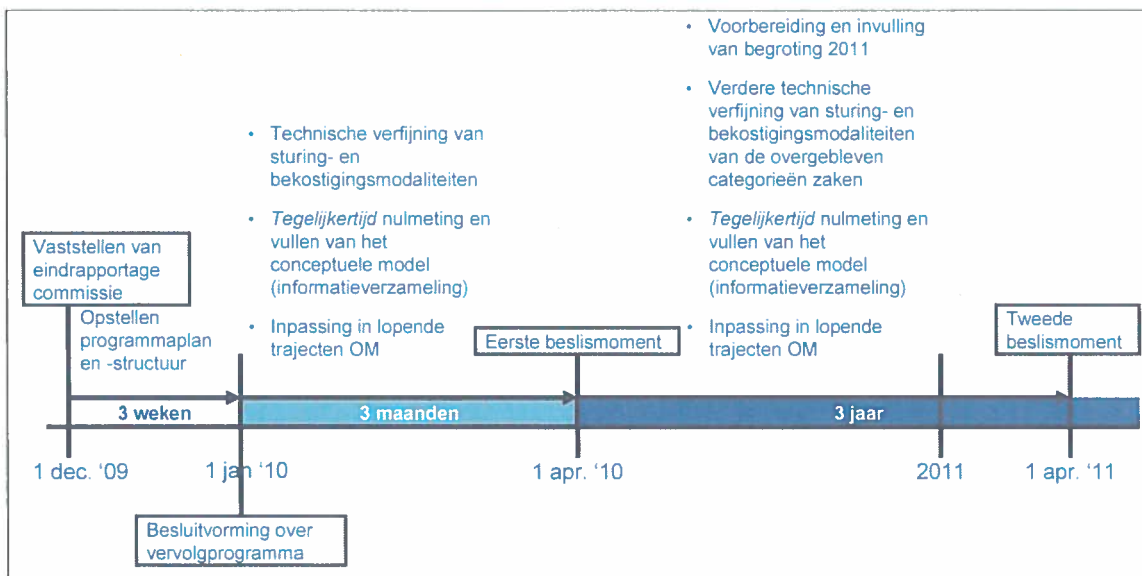 • Voorbereiding en invulling
van begroting 2011
• Verdere technische
verfijning van sturing- en
bekostigingsmodaliteiten
van de overgebleven
categorieën zaken
• Tegelijkertijd nulmeting en
vullen van het
conceptuele model
(informatieverzameling)
• Inpassing in lopende
trajecten OM
• Technische verfijning van
sturing- en
bekostigingsmodaliteiten
• Tegelijkertijd nulmeting en
vullen van het
conceptuele model
(informatieverzameling)
• Inpassing in lopende
trajecten OM
Vaststellen van
eindrapportage
commissie
Opstellen
programmaplan
en -structuur
Eerste beslismoment
Tweede
beslismoment
3 weken
3 maanden
3 jaar
1 dec. '09
1 jan '10
1 apr. '10
2011
1 apr. '11
Besluitvorming over
vervolgprogramma